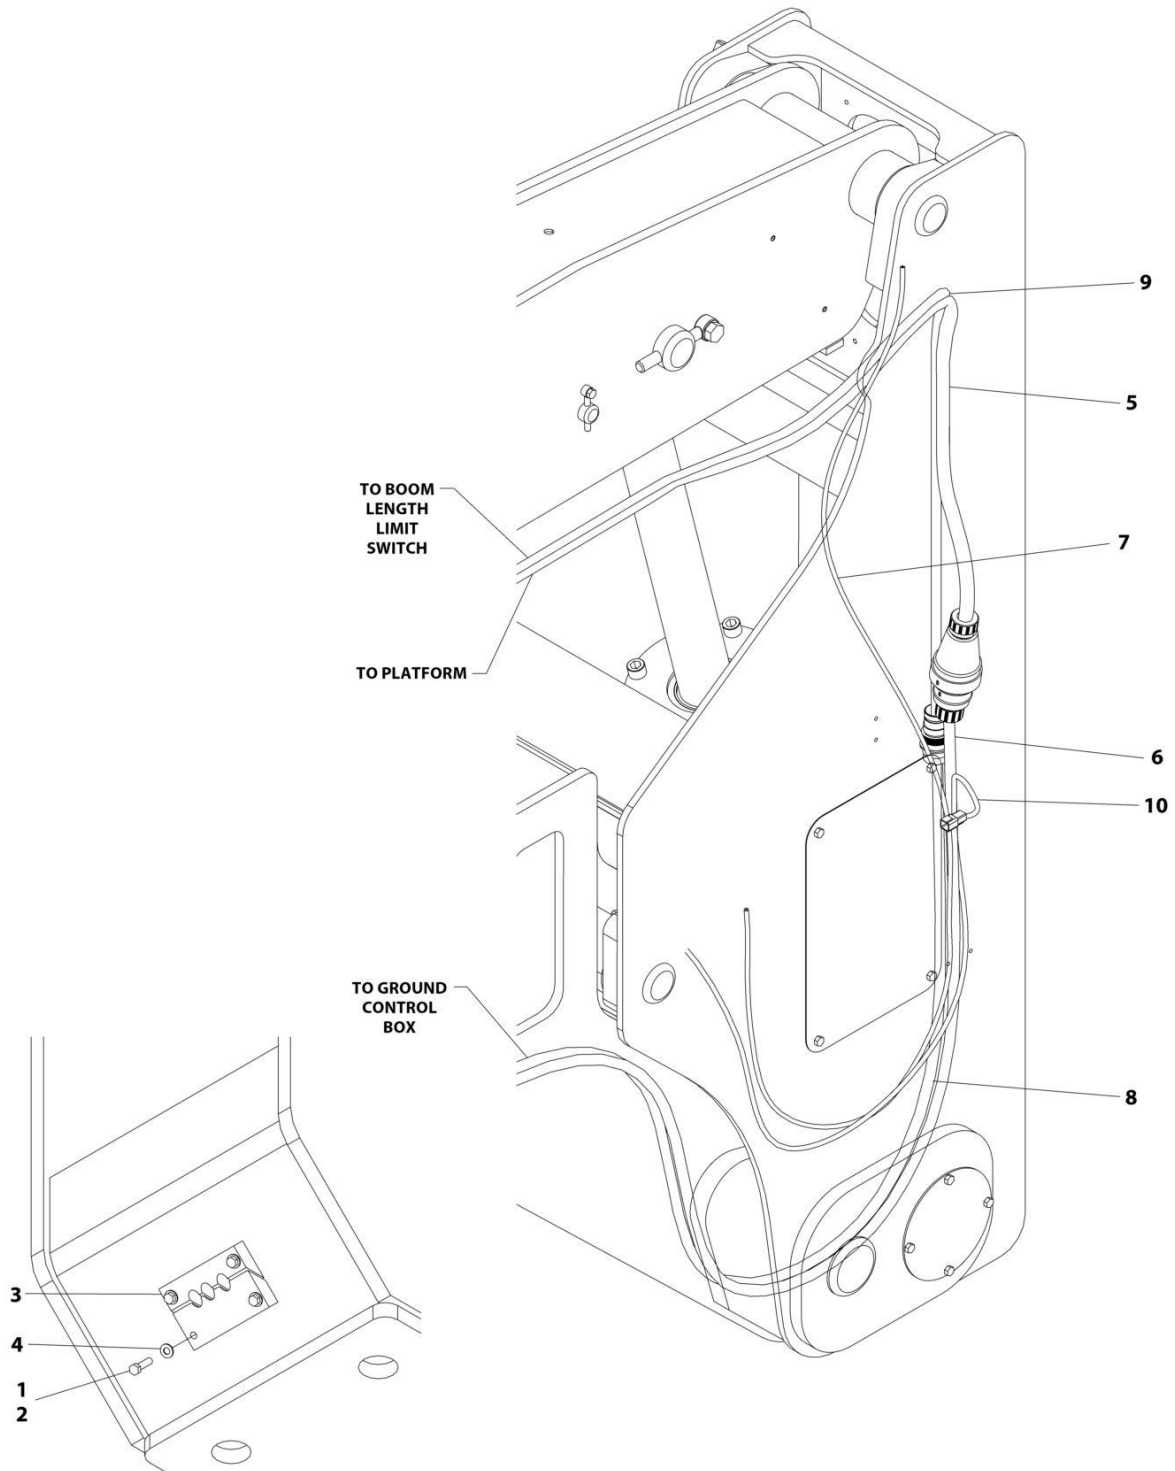 9
5
TO BOOM
LENGTH
LIMIT
SWITCH
7
TO PLATFORM
6
10
TO GROUND
CONTROL
BOX
8
3
4
1
2